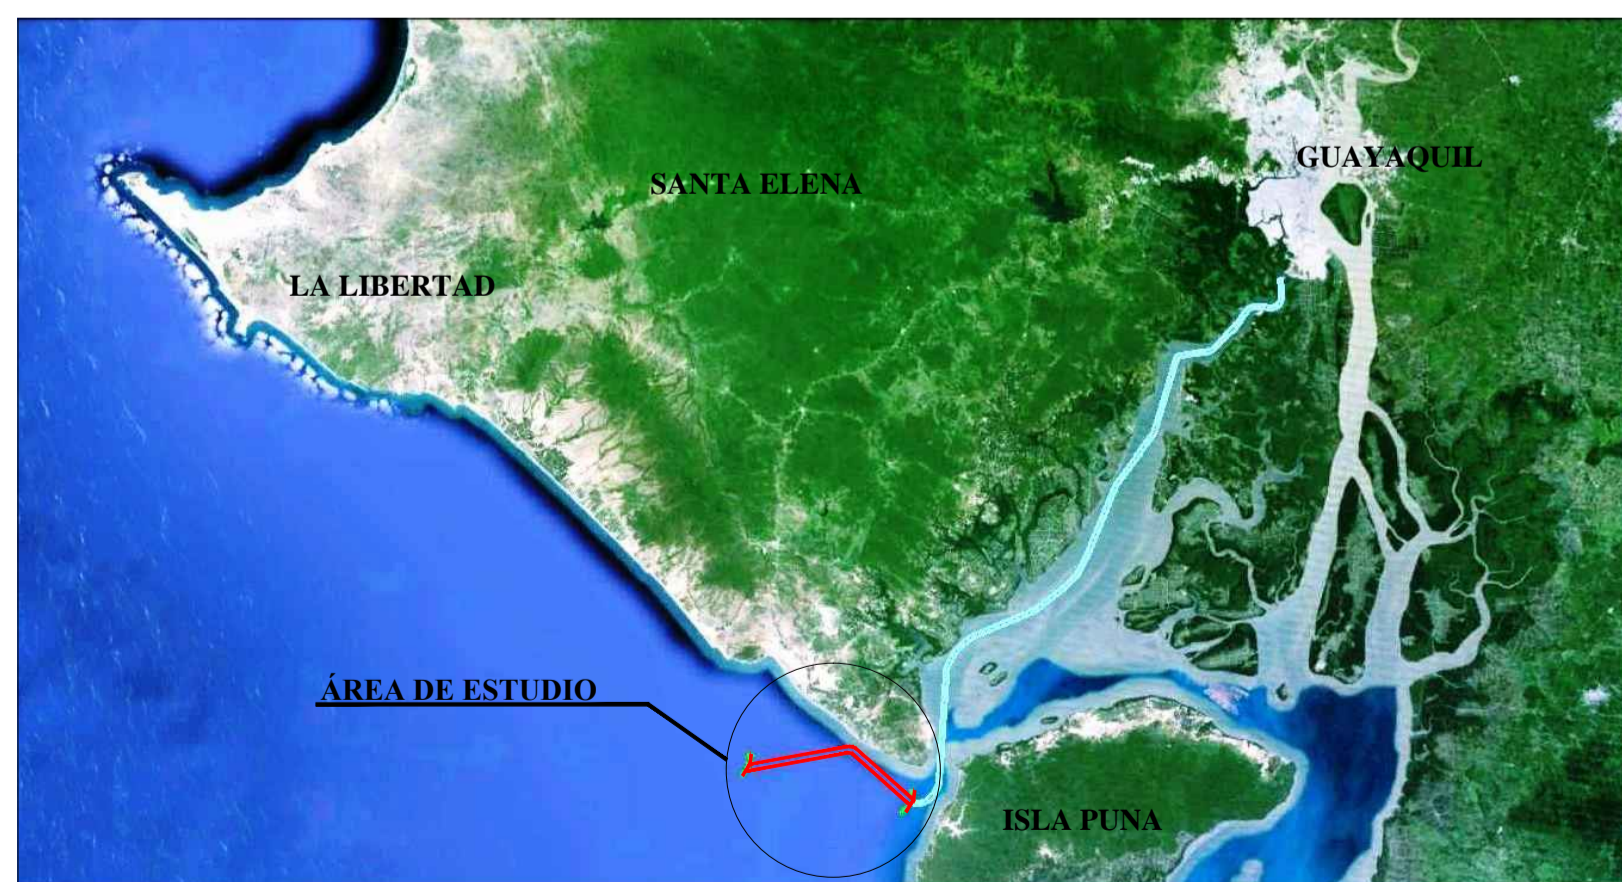 GUAYAQUIL
SANTA ELENA
LA LIBERTAD
ÁREA DE ESTUDIO
ISLA PUNA